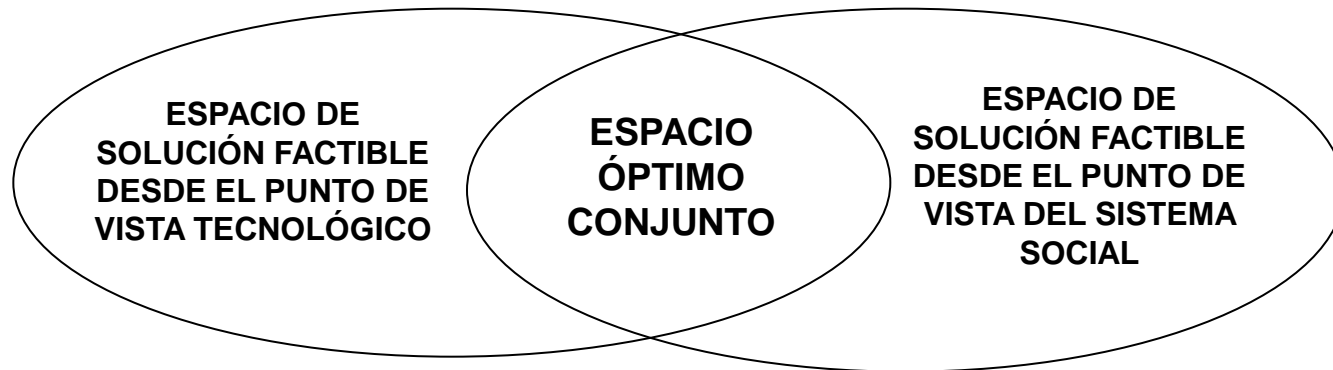 ESPACIO DE
SOLUCIÓN FACTIBLE
DESDE EL PUNTO DE
VISTA TECNOLÓGICO
ESPACIO
ÓPTIMO
CONJUNTO
ESPACIO DE
SOLUCIÓN FACTIBLE
DESDE EL PUNTO DE
VISTA DEL SISTEMA
SOCIAL